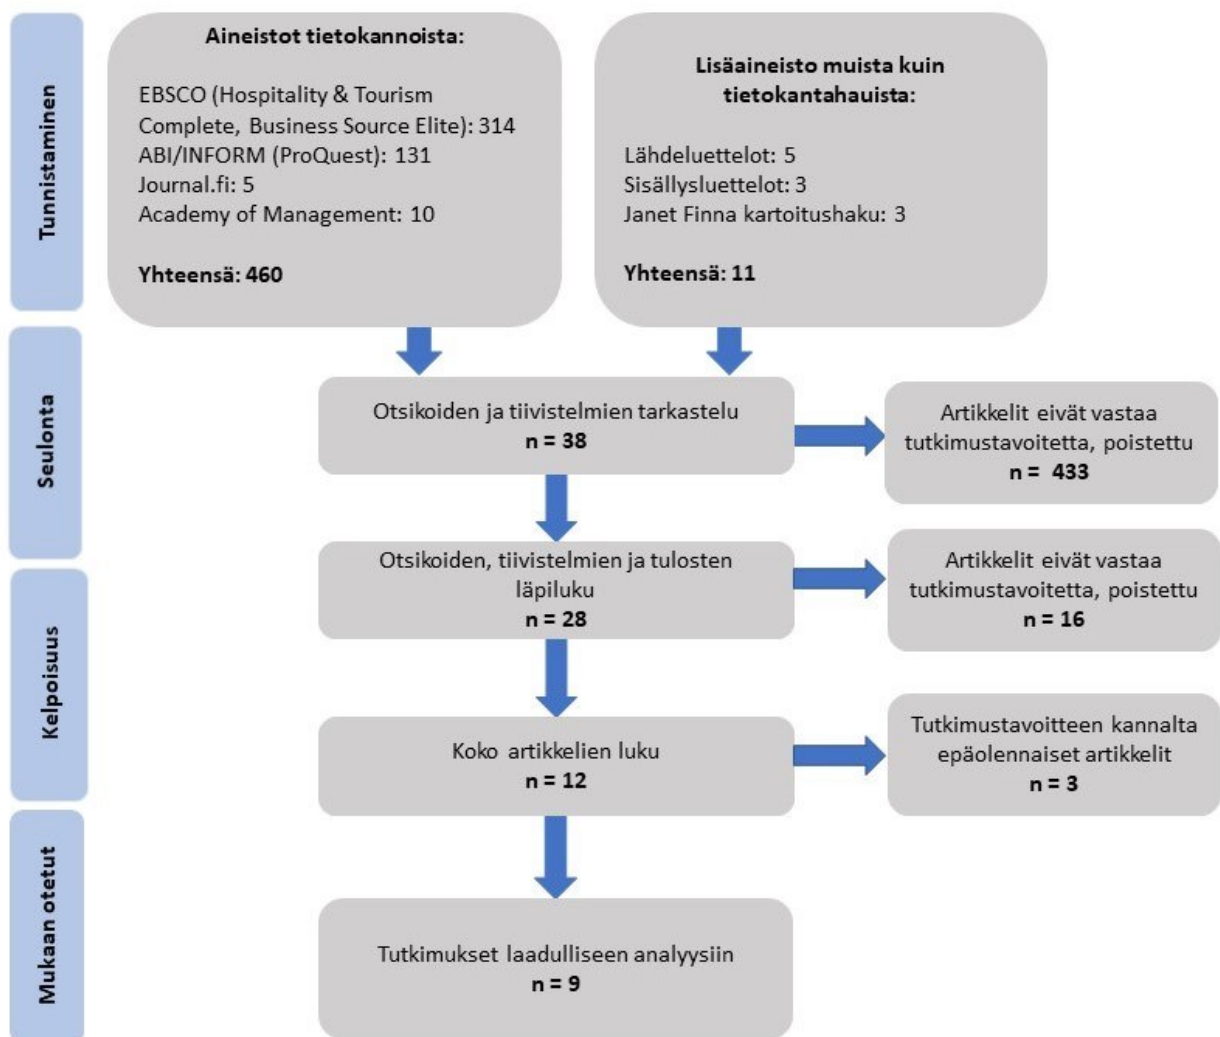 Tunnistaminen
Aineistot tietokannoista:
EBSCO (Hospitality & Tourism
Complete, Business Source Elite): 314
ABI/INFORM (ProQuest): 131
Journal.fi: 5
Academy of Management: 10
Yhteensä: 460
Lisäaineisto muista kuin
tietokantahauista:
Lähdeluettelot: 5
Sisällysluettelot: 3
Janet Finna kartoitushaku: 3
Yhteensä: 11
Seulonta
Otsikoiden ja tiivistelmien tarkastelu
n = 38
Artikkelit eivät vastaa
tutkimustavoitetta, poistettu
n = 433
Otsikoiden, tiivistelmien ja tulosten
läpiluku
n = 28
Artikkelit eivät vastaa
tutkimustavoitetta, poistettu
n = 16
Kelpoisuus
Koko artikkelien luku
n = 12
Tutkimustavoitteen kannalta
epäolennaiset artikkelit
n = 3
Mukaan otetut
Tutkimukset laadulliseen analyysiin
n = 9